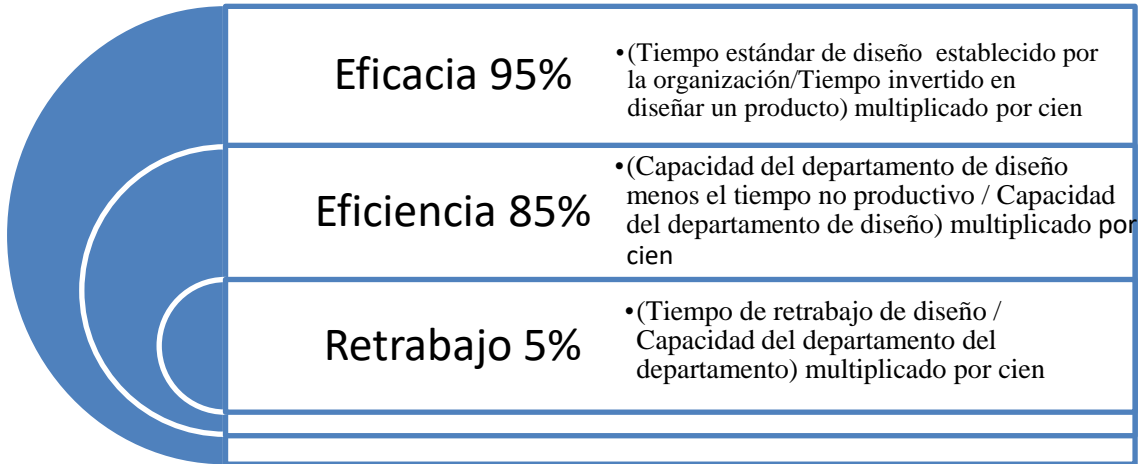 Eficacia 95%
•(Tiempo estándar de diseño establecido por
la organización/Tiempo invertido en
diseñar un producto) multiplicado por cien
Eficiencia 85%
•(Capacidad del departamento de diseño
menos el tiempo no productivo / Capacidad
del departamento de diseño) multiplicado por
cien
Retrabajo 5%
•(Tiempo de retrabajo de diseño /
Capacidad del departamento del
departamento) multiplicado por cien